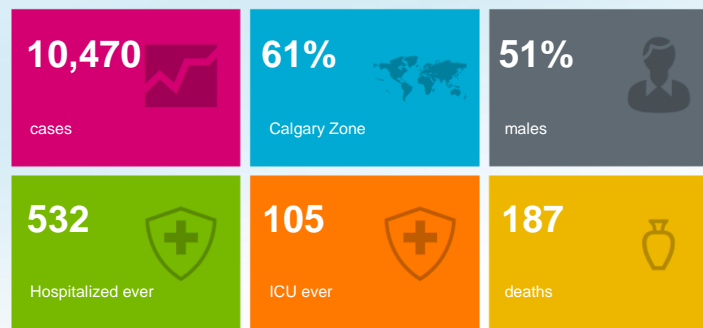 10,470
cases
61%
Calgary Zone
51%
males
532
Hospitalized ever
105
ICU ever
187
deaths